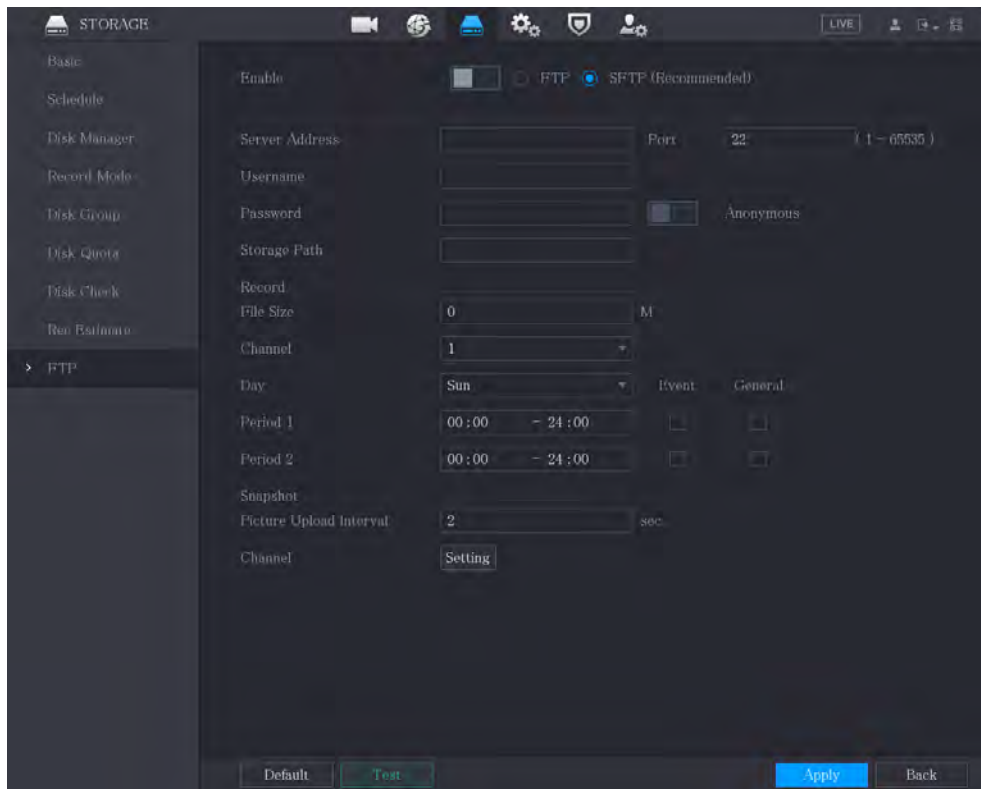 STORAGE
LIVE
Basic
Schedule
Disk Manager
Record Mode
Disk Group
Disk Quota
Disk Check
Rec Estimate
> FTP
Enable FTP SFTP (Recommended)
Server Address Port 22 ( 1 - 65535 )
Username
Password Anonymous
Storage Path
Record
File Size 0 M
Channel 1
Day Sun Event General
Period 1 00:00 - 24:00
Period 2 00:00 - 24:00
Snapshot
Picture Upload Interval 2 sec.
Channel Setting
Default Test Apply Back